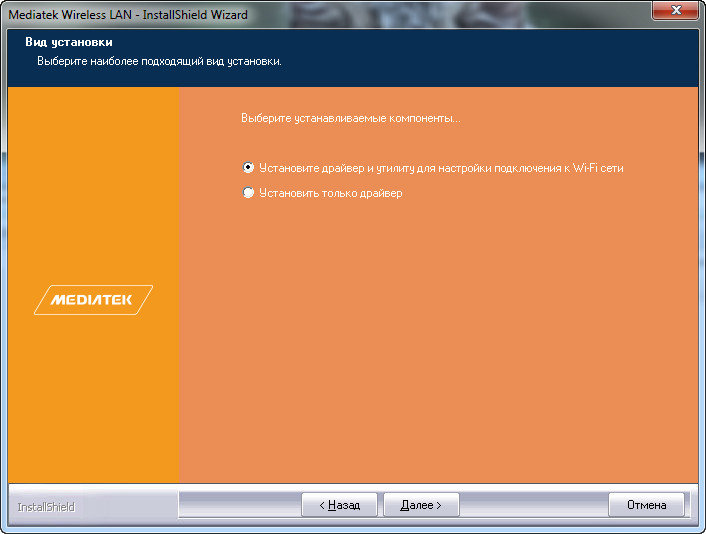 Mediatek Wireless LAN - InstallShield Wizard
Вид установки
Выберите наиболее подходящий вид установки.
Выберите устанавливаемые компоненты...
Установите драйвер и утилиту для настройки подключения к Wi-Fi сети
Установить только драйвер
MEDIATEK
InstallShield
< Назад
Далее >
Отмена